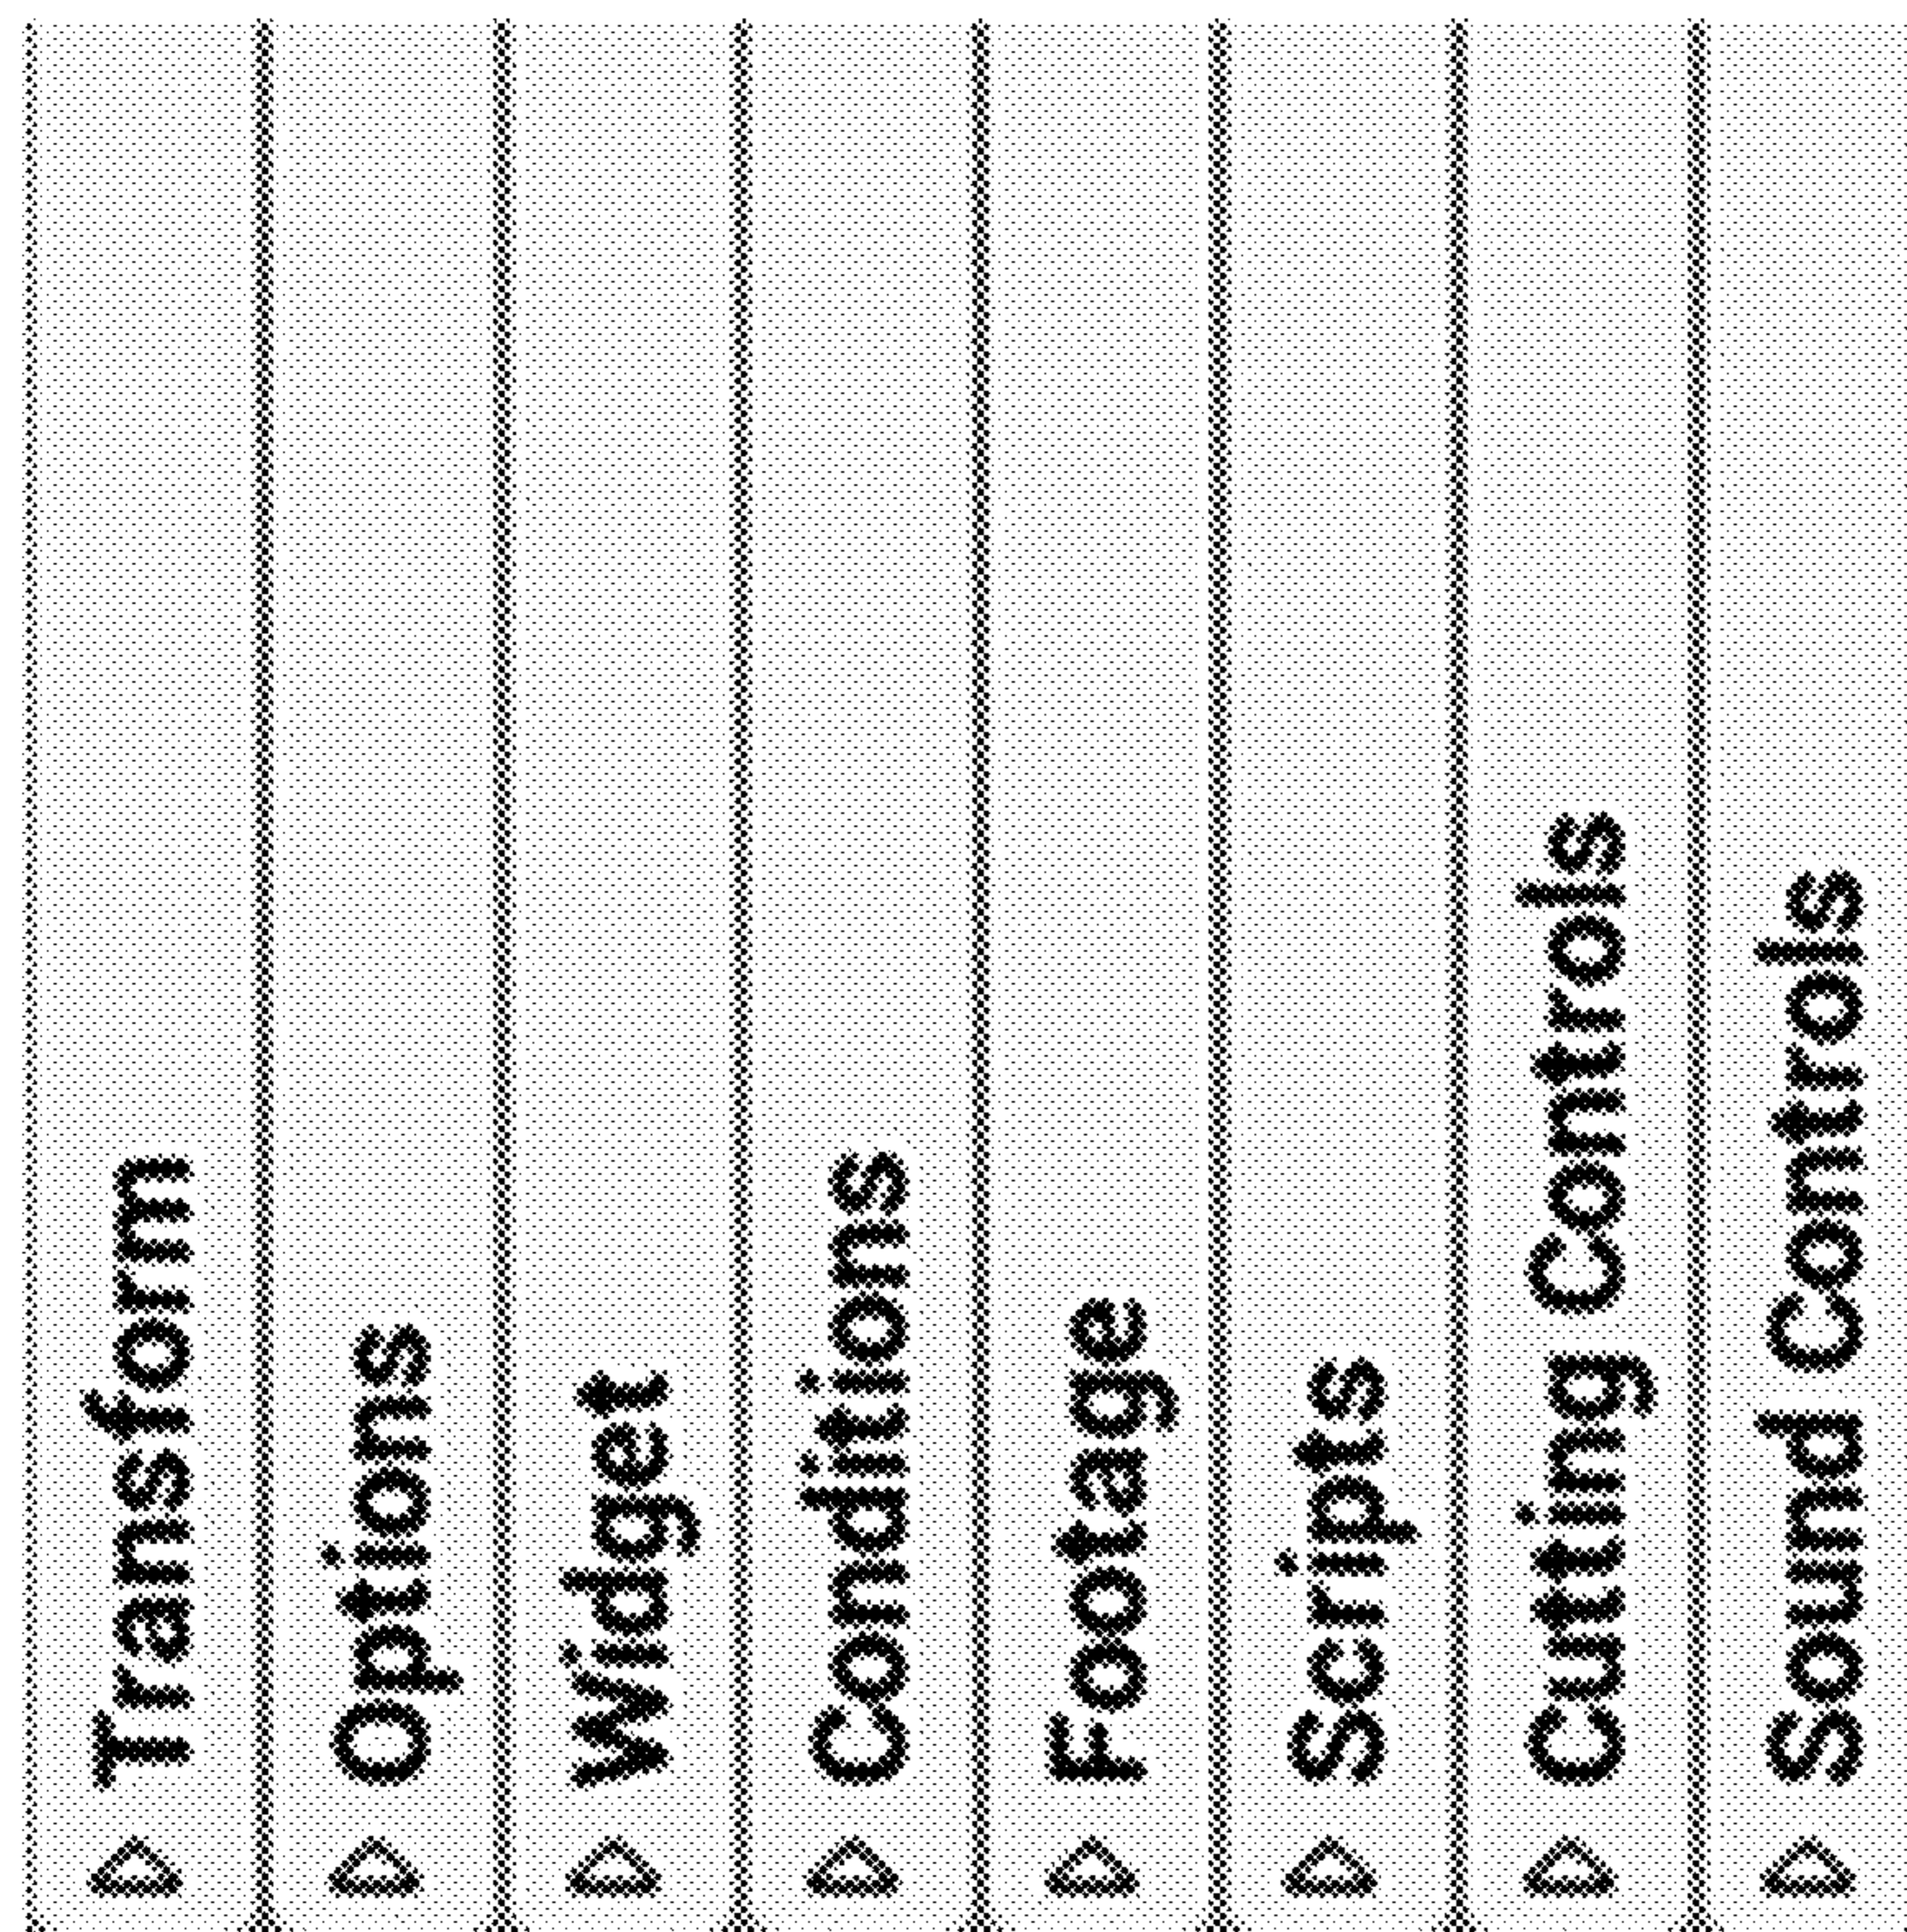 Transform
Options
Widget
Conditions
Footage
Scripts
Cutting Controls
Sound Controls